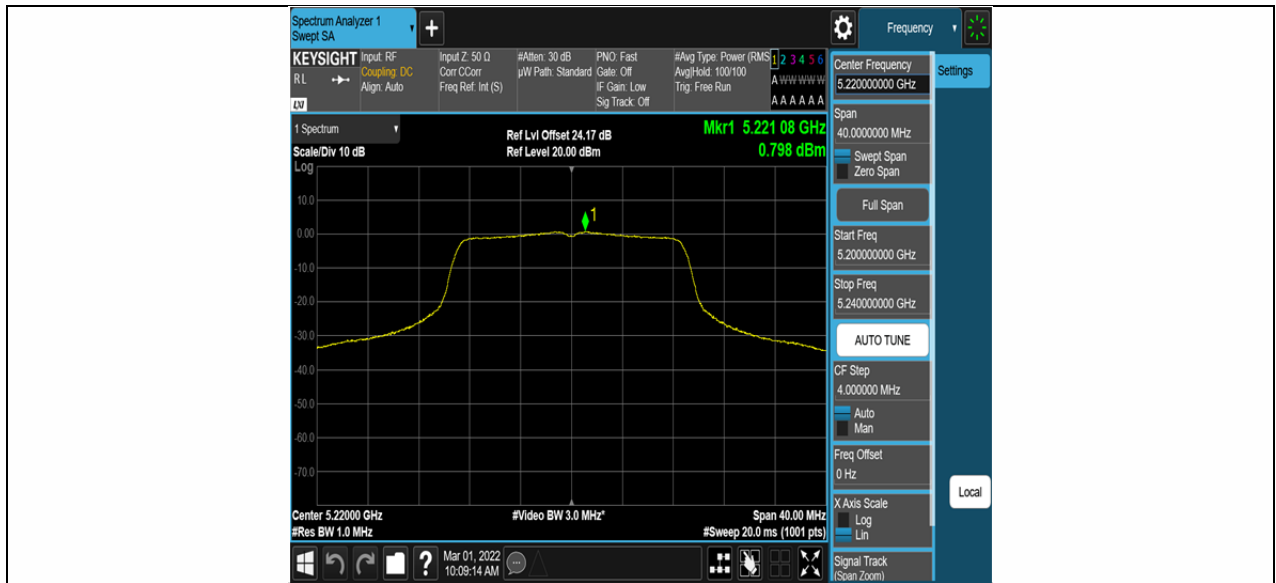 Spectrum Analyzer 1
Swept SA
+
Frequency
KEYSIGHT
RL
LXI
Input: RF
Coupling: DC
Align: Auto
Input Z: 50 Ω
Corr CCorr
Freq Ref: Int (S)
#Atten: 30 dB
µW Path: Standard
PNO: Fast
Gate: Off
IF Gain: Low
Sig Track: Off
#Avg Type: Power (RMS
Avg|Hold: 100/100
Trig: Free Run
1 2 3 4 5 6
A W W W W W
A A A A A A
1 Spectrum
Scale/Div 10 dB
Log
Ref Lvl Offset 24.17 dB
Ref Level 20.00 dBm
Mkr1 5.221 08 GHz
0.798 dBm
10.0
0.00
-10.0
-20.0
-30.0
-40.0
-50.0
-60.0
-70.0
1
Center 5.22000 GHz
#Res BW 1.0 MHz
#Video BW 3.0 MHz*
Span 40.00 MHz
#Sweep 20.0 ms (1001 pts)
Center Frequency
5.220000000 GHz
Span
40.0000000 MHz
Swept Span
Zero Span
Full Span
Start Freq
5.200000000 GHz
Stop Freq
5.240000000 GHz
AUTO TUNE
CF Step
4.000000 MHz
Auto
Man
Freq Offset
0 Hz
X Axis Scale
Log
Lin
Signal Track
(Span Zoom)
Settings
Local
?
Mar 01, 2022
10:09:14 AM